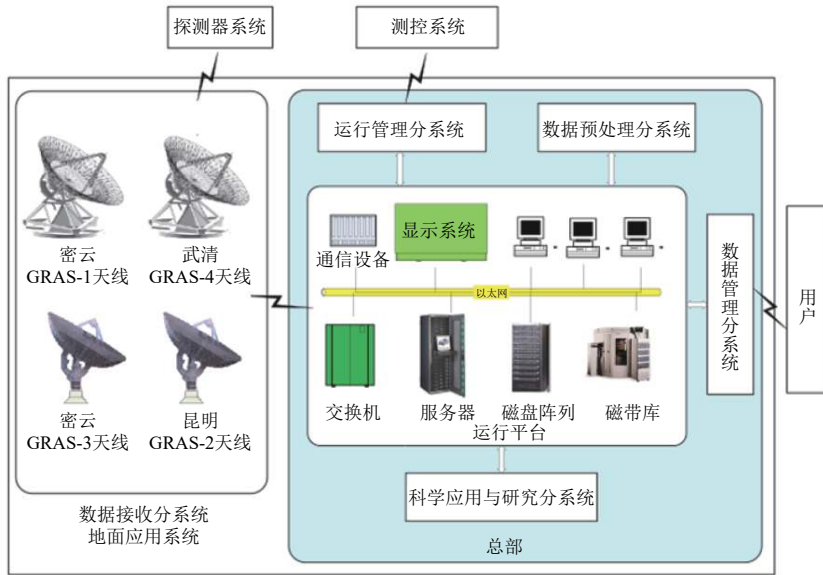 探测器系统
测控系统
运行管理分系统
数据预处理分系统
密云
GRAS-1天线
武清
GRAS-4天线
密云
GRAS-3天线
昆明
GRAS-2天线
数据接收分系统
地面应用系统
通信设备
显示系统
以太网
交换机
服务器
磁盘阵列
磁带库
运行平台
数据管理分系统
用户
科学应用与研究分系统
总部